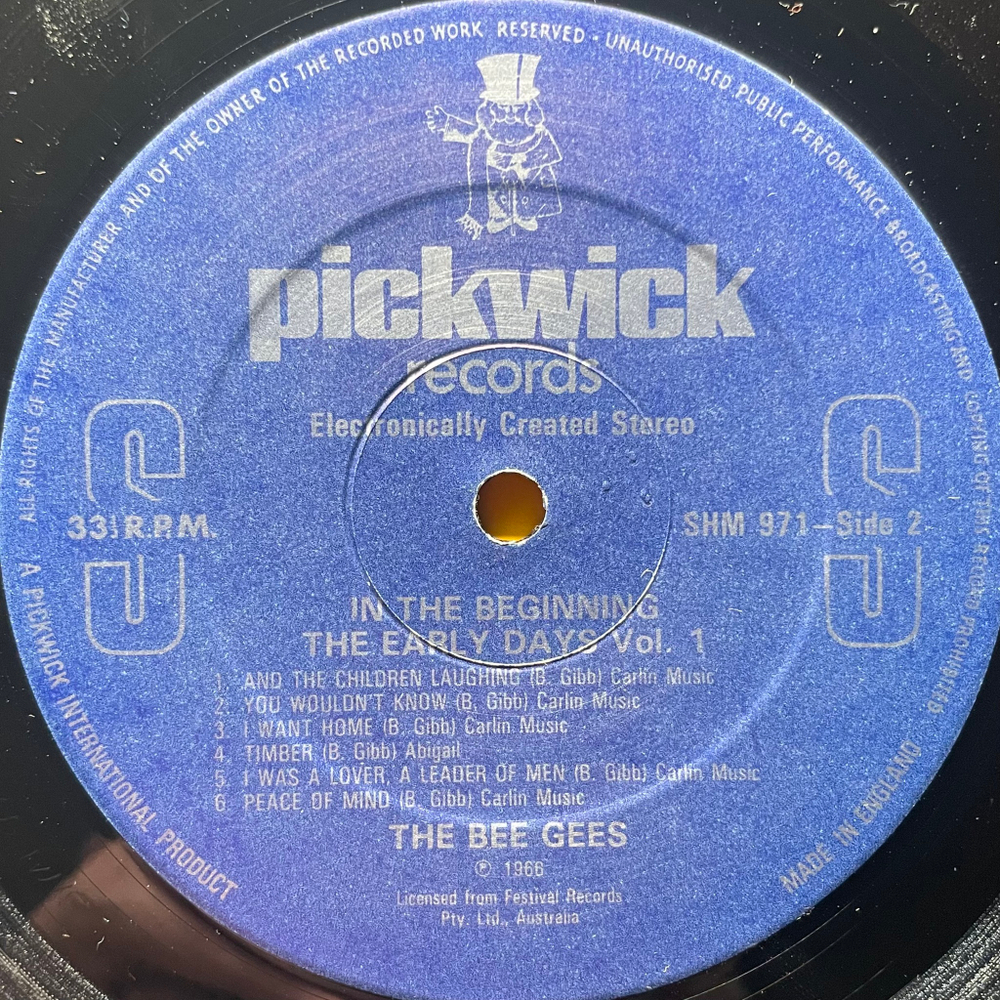 ALL RIGHTS OF THE MANUFACTURER AND OF THE OWNER OF THE RECORDED WORK RESERVED - UNAUTHORISED PUBLIC PERFORMANCE BROADCASTING AND COPYING OF THIS RECORD PROHIBITED
pickwick
records
Electronically Created Stereo
33⅓ R.P.M.
SHM 971-Side 2
IN THE BEGINNING
THE EARLY DAYS Vol. 1
1. AND THE CHILDREN LAUGHING (B. Gibb) Carlin Music
2. YOU WOULDN'T KNOW (B. Gibb) Carlin Music
3. I WANT HOME (B. Gibb) Carlin Music
4. TIMBER (B. Gibb) Abigail
5. I WAS A LOVER, A LEADER OF MEN (B. Gibb) Carlin Music
6 PEACE OF MIND (B. Gibb) Carlin Music
THE BEE GEES
℗ 1966
Licensed from Festival Records
Pty. Ltd., Australia
A PICKWICK INTERNATIONAL PRODUCT
MADE IN ENGLAND